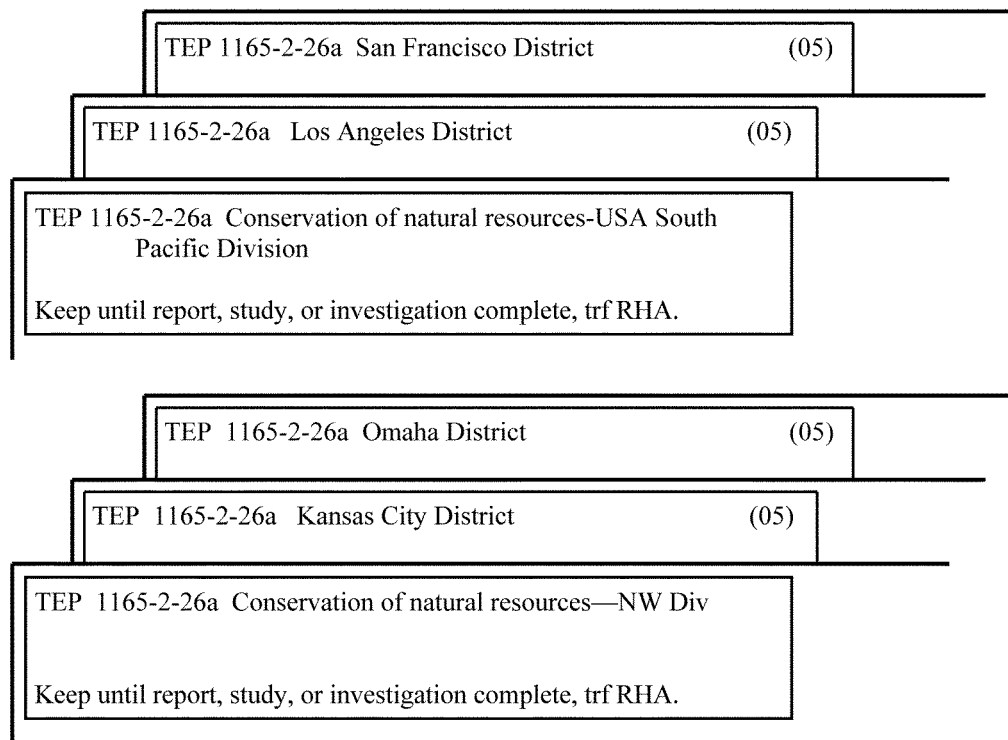 TEP 1165-2-26a  San Francisco District (05)
TEP 1165-2-26a   Los Angeles District (05)
TEP 1165-2-26a  Conservation of natural resources-USA South
Pacific Division
Keep until report, study, or investigation complete, trf RHA.
TEP  1165-2-26a  Omaha District (05)
TEP  1165-2-26a   Kansas City District (05)
TEP  1165-2-26a  Conservation of natural resources—NW Div
Keep until report, study, or investigation complete, trf RHA.